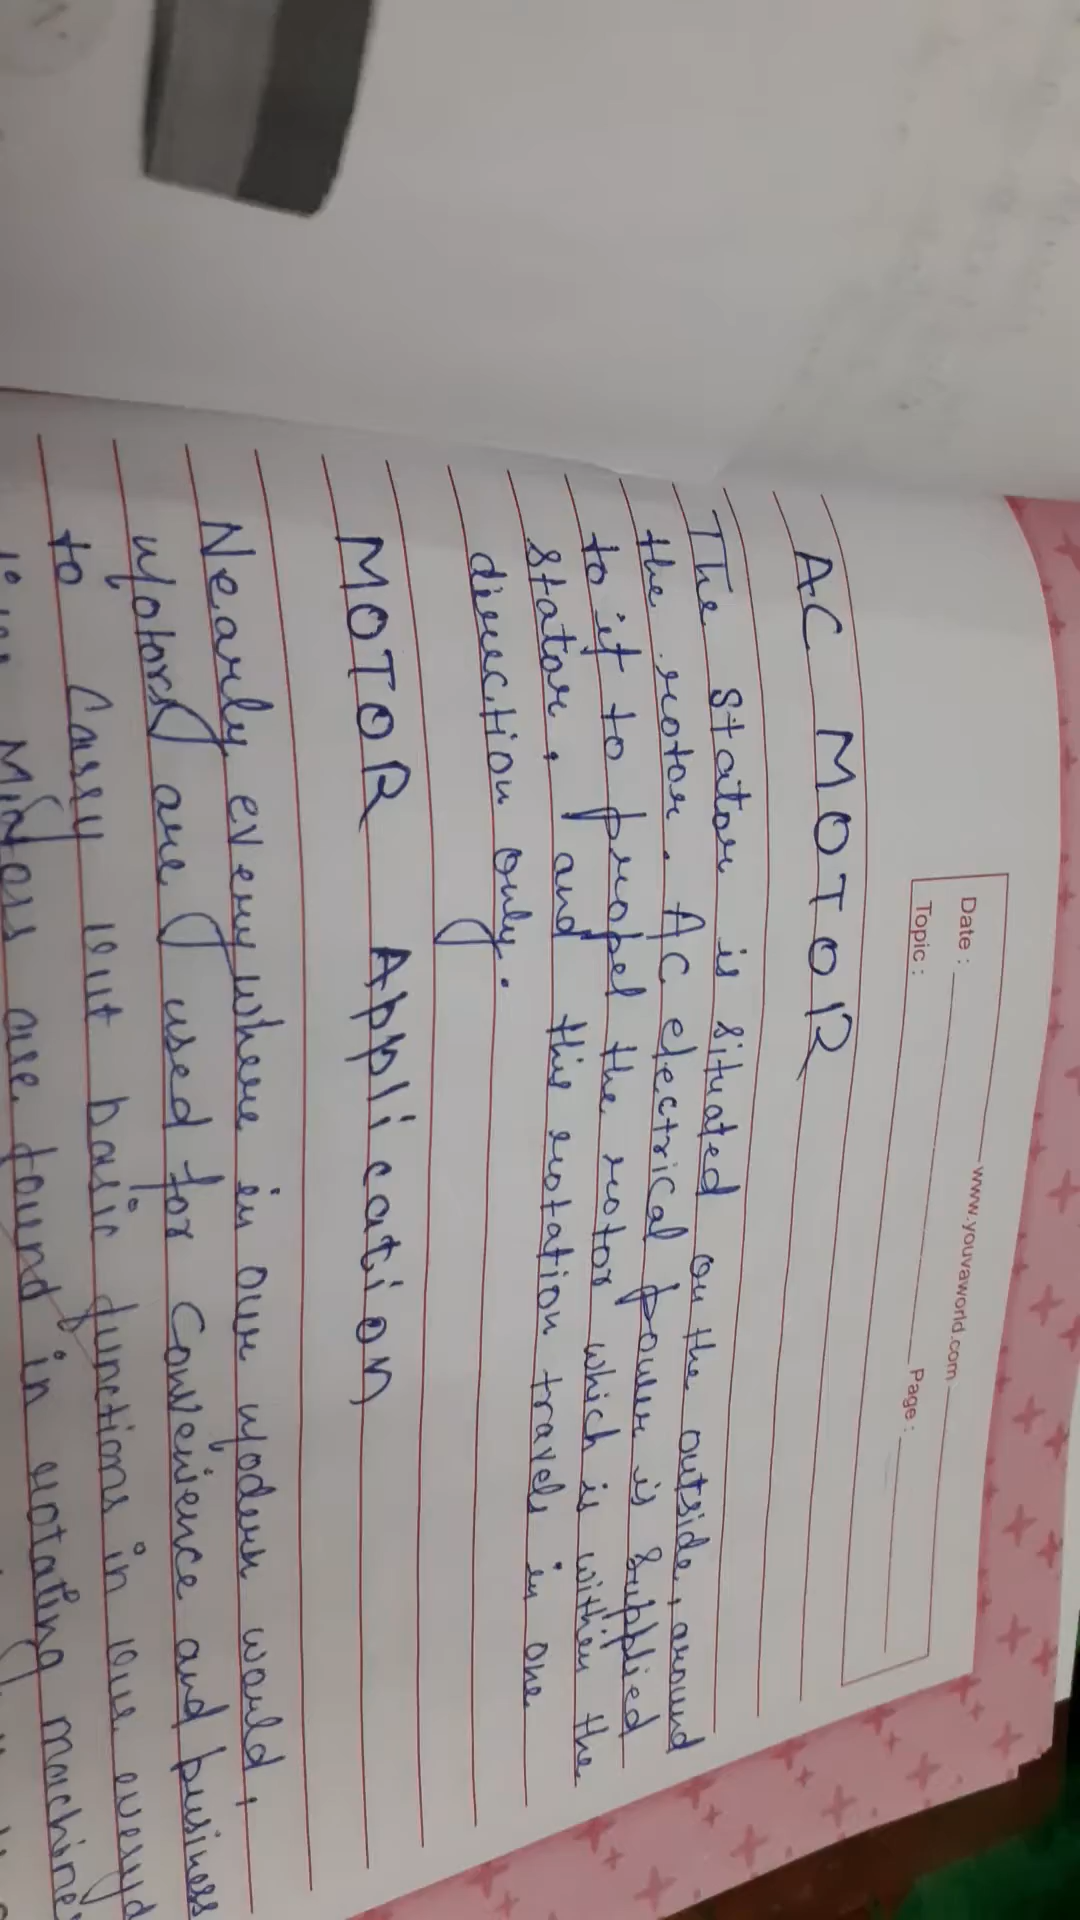 www.youvaworld.com
Date :
Topic :
Page :
AC MOTOR
The stator is situated on the outside, around
the rotor. AC electrical power is supplied
to it to propel the rotor which is within the
stator, and this rotation travels in one
direction only.
MOTOR Application
Nearly everywhere in our modern world,
motors are used for convenience and business
to carry out basic functions in our everyd
are found in rotating machine